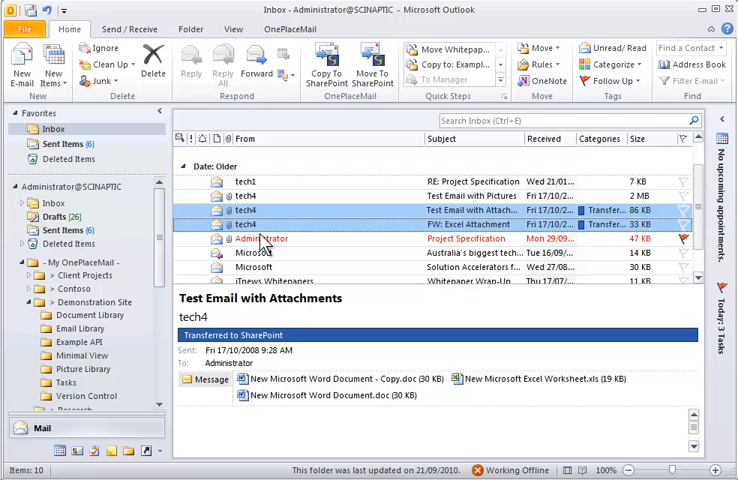 Inbox - Administrator@SCINAPTIC - Microsoft Outlook
File Home Send / Receive Folder View OnePlaceMail
New E-mail
New Items
New
Ignore
Clean Up
Junk
Delete
Delete
Reply
Reply All
Forward
Respond
Copy To SharePoint
Move To SharePoint
OnePlaceMail
Move Whitepap...
Copy to: Exampl...
To Manager
Quick Steps
Move
Rules
OneNote
Move
Unread/ Read
Categorize
Follow Up
Tags
Find a Contact
Address Book
Filter E-mail
Find
Favorites
Inbox
Sent Items (6)
Deleted Items
Administrator@SCINAPTIC
Inbox
Drafts [26]
Sent Items (6)
Deleted Items
- My OnePlaceMail -
> Client Projects
> Contoso
> Demonstration Site
Document Library
Email Library
Example API
Minimal View
Picture Library
Tasks
Version Control
Mail
Search Inbox (Ctrl+E)
From Subject Received Categories Size
Date: Older
tech1 RE: Project Specification Wed 21/01... 7 KB
tech4 Test Email with Pictures Fri 17/10/2... 2 MB
tech4 Test Email with Attach... Fri 17/10/2... Transfer... 86 KB
tech4 FW: Excel Attachment Fri 17/10/2... Transfer... 33 KB
Administrator Project Specification Mon 29/09... 47 KB
Microsoft Australia's biggest tech... Tue 16/09/... 14 KB
Microsoft Solution Accelerators f... Wed 27/08... 30 KB
iTnews Whitepapers Whitepaper Wrap-Up...
Test Email with Attachments
tech4
Transferred to SharePoint
Sent: Fri 17/10/2008 9:28 AM
To: Administrator
Message New Microsoft Word Document - Copy.doc (30 KB) New Microsoft Excel Worksheet.xls (19 KB)
New Microsoft Word Document.doc (30 KB)
No upcoming appointments.
Today: 3 Tasks
Items: 10 This folder was last updated on 21/09/2010. Working Offline 100%